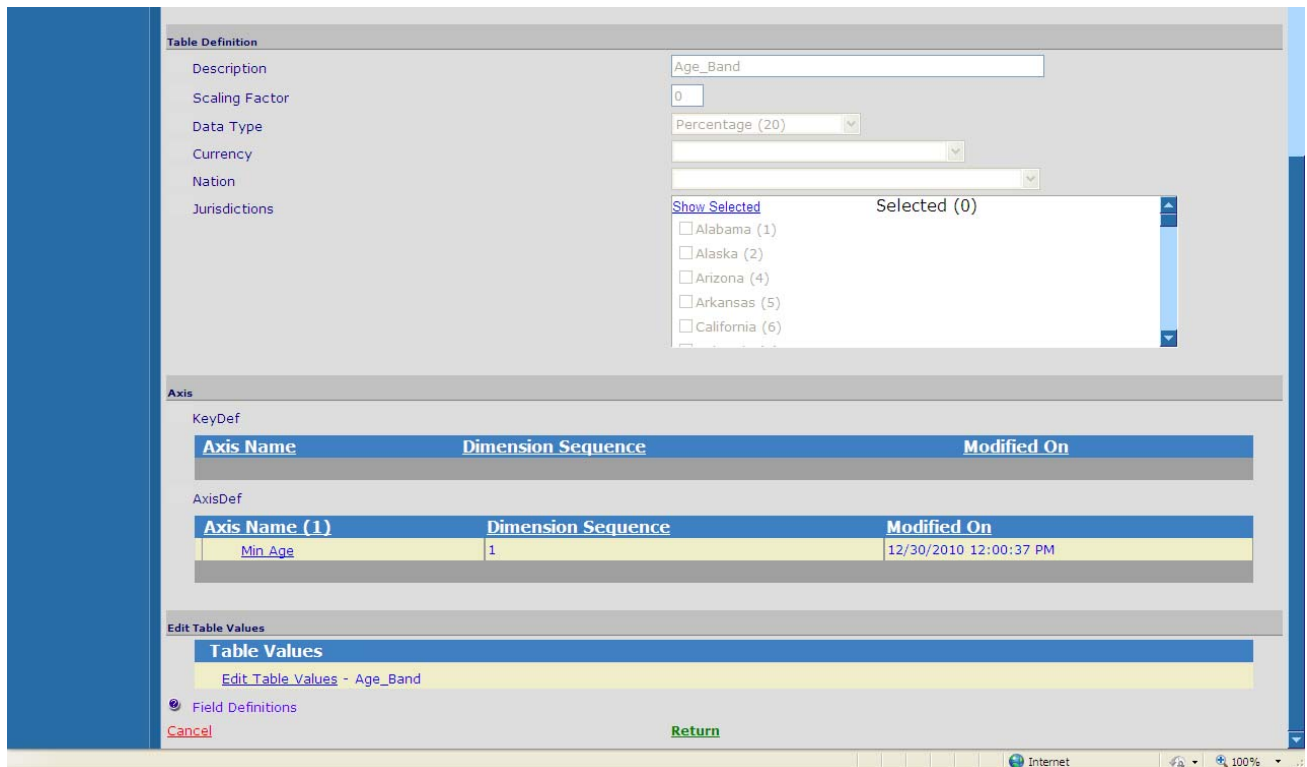 Table Definition
Description Age_Band
Scaling Factor 0
Data Type Percentage (20)
Currency
Nation
Jurisdictions Show Selected Selected (0)
Alabama (1)
Alaska (2)
Arizona (4)
Arkansas (5)
California (6)
Axis
KeyDef
Axis Name Dimension Sequence Modified On
AxisDef
Axis Name (1) Dimension Sequence Modified On
Min Age 1 12/30/2010 12:00:37 PM
Edit Table Values
Table Values
Edit Table Values - Age_Band
Field Definitions
Cancel Return
Internet 100%